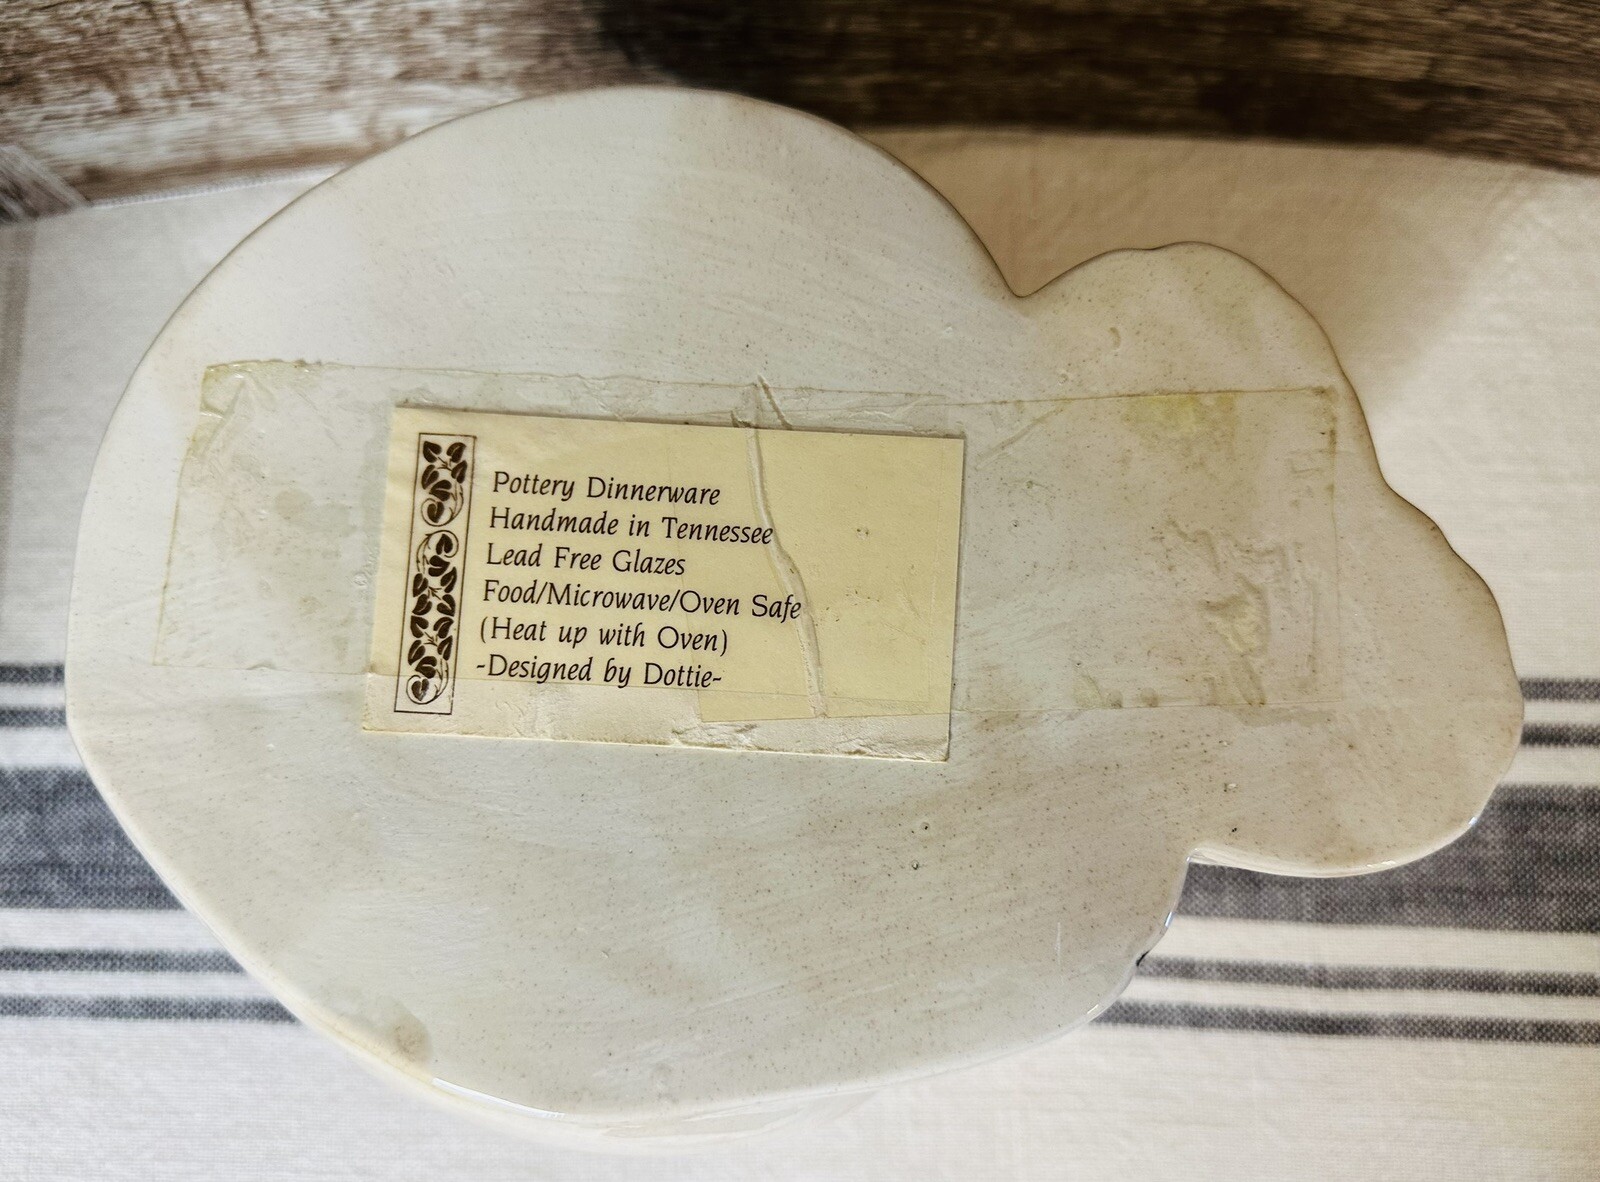 Pottery Dinnerware
Handmade in Tennessee
Lead Free Glazes
Food/Microwave/Oven Safe
(Heat up with Oven)
-Designed by Dottie-